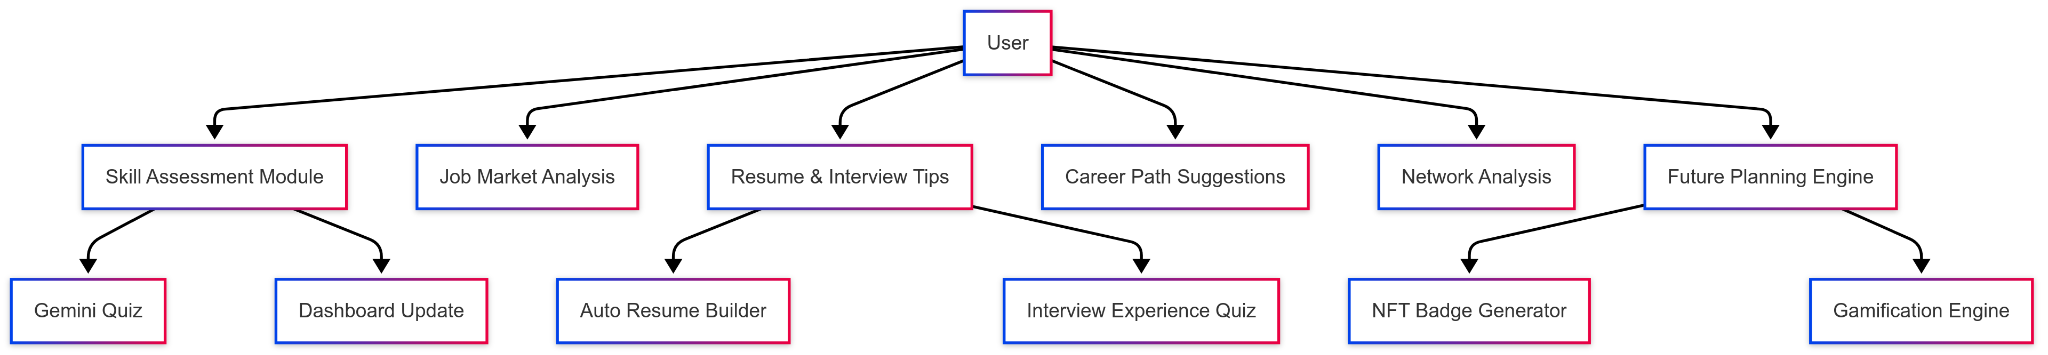 User
Skill Assessment Module
Job Market Analysis
Resume & Interview Tips
Career Path Suggestions
Network Analysis
Future Planning Engine
Gemini Quiz
Dashboard Update
Auto Resume Builder
Interview Experience Quiz
NFT Badge Generator
Gamification Engine